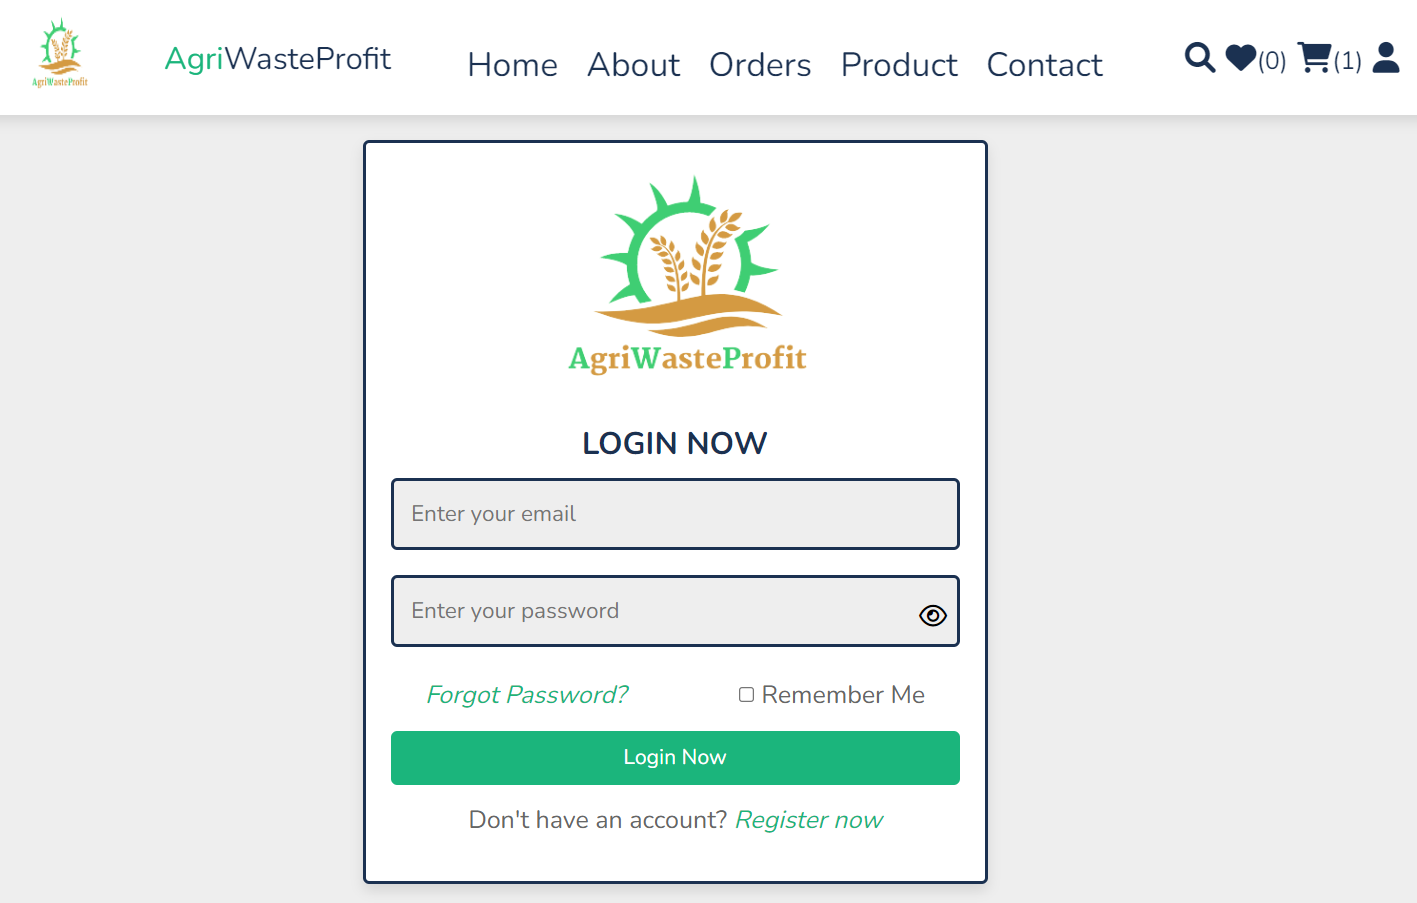 AgriWasteProfit
AgriWasteProfit Home About Orders Product Contact (0) (1)
AgriWasteProfit
LOGIN NOW
Enter your email
Enter your password
Forgot Password? Remember Me
Login Now
Don't have an account? Register now